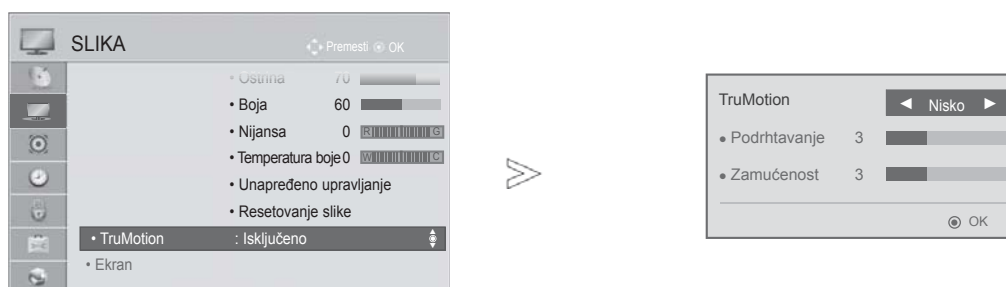 SLIKA
Premesti OK
• Oštrina 70
• Boja 60
• Nijansa 0 R G
• Temperatura boje 0 W C
• Unapređeno upravljanje
• Resetovanje slike
• TruMotion : Isključeno
• Ekran
TruMotion ◄ Nisko ►
• Podrhtavanje 3
• Zamućenost 3
OK